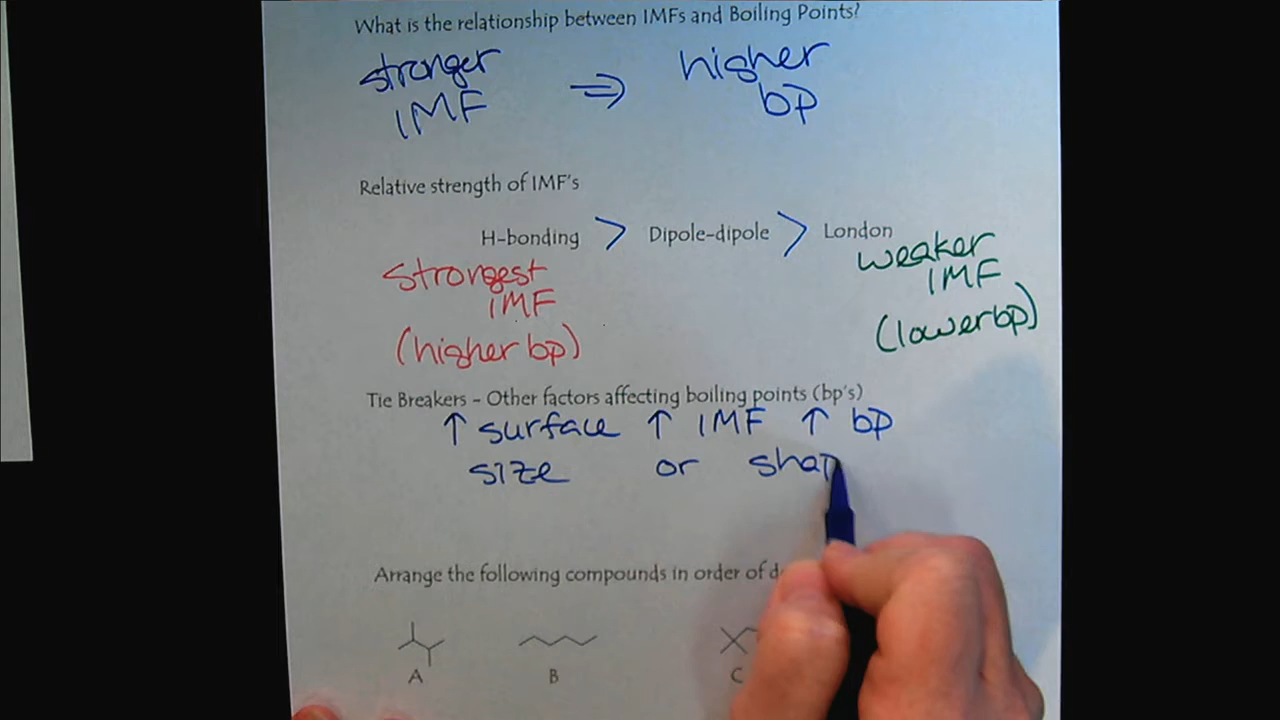 What is the relationship between IMFs and Boiling Points?
stronger ⇒ higher
IMF bp
Relative strength of IMF's
H-bonding > Dipole-dipole > London
strongest weaker
IMF IMF
(higher bp) (lower bp)
Tie Breakers - Other factors affecting boiling points (bp's)
↑ surface ↑ IMF ↑ bp
size or shap
Arrange the following compounds in order of d
A B C